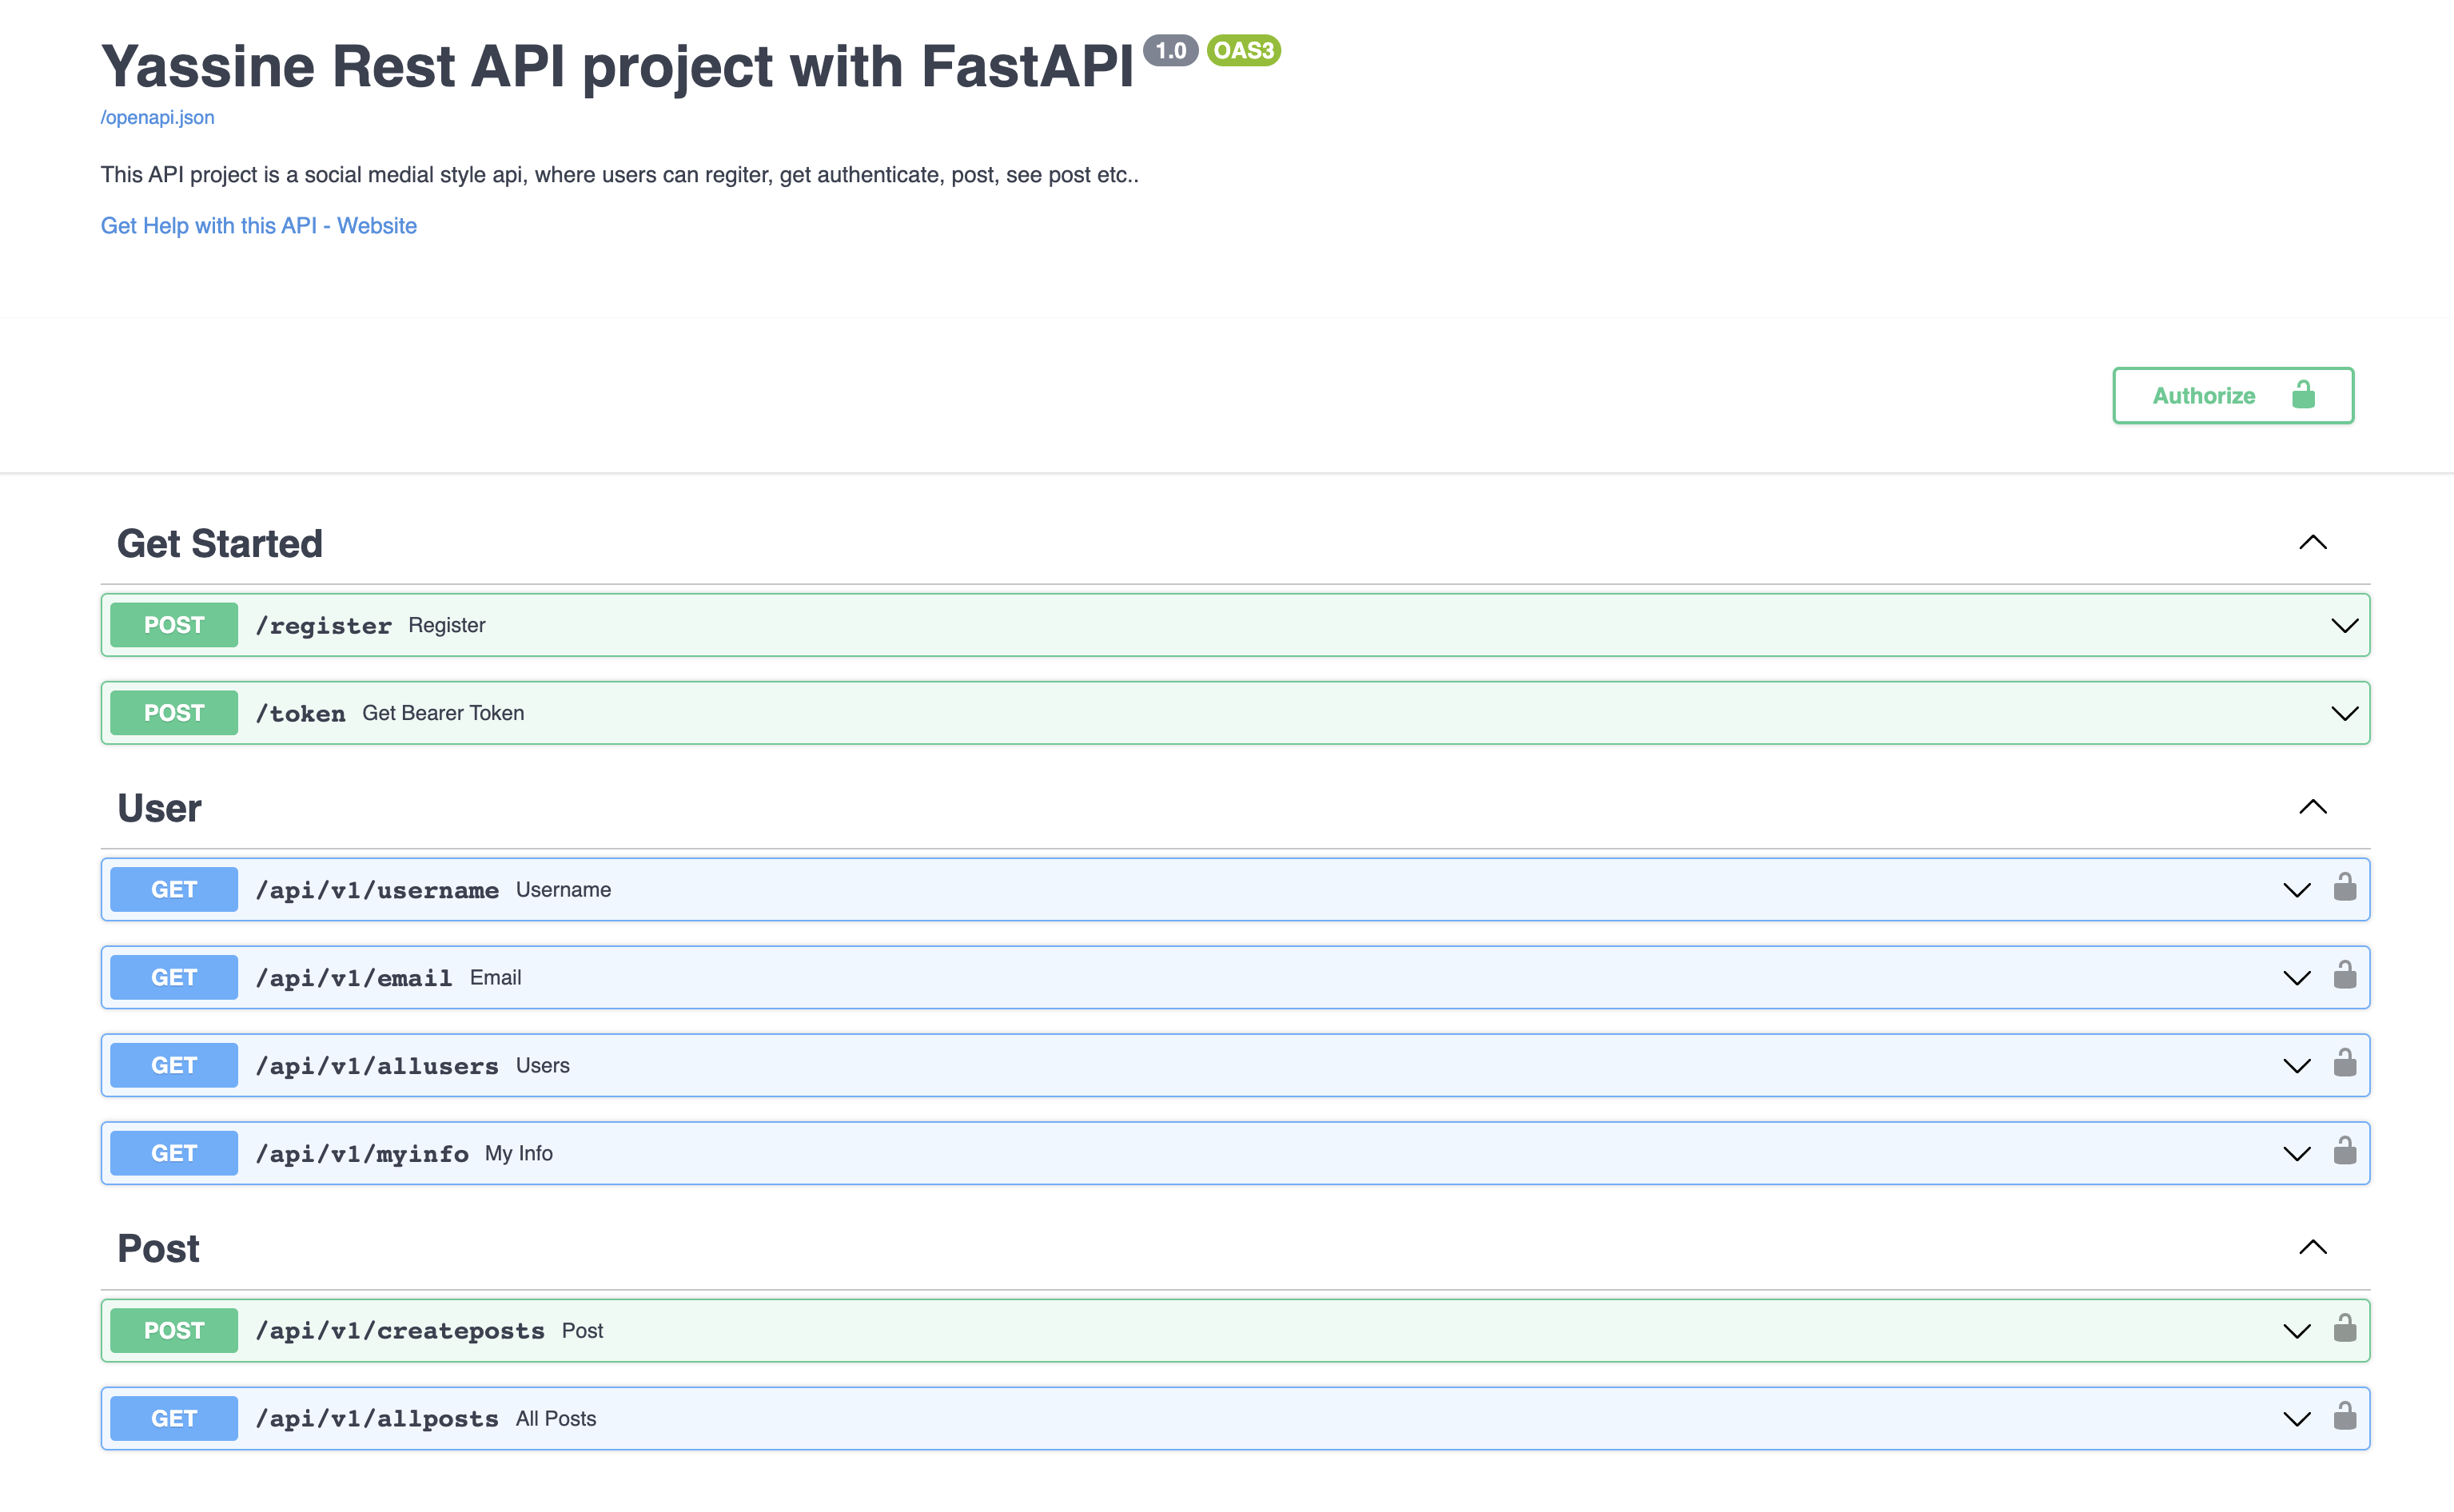 Yassine Rest API project with FastAPI 1.0 OAS3
/openapi.json
This API project is a social medial style api, where users can regiter, get authenticate, post, see post etc..
Get Help with this API - Website
Authorize
Get Started
POST /register Register
POST /token Get Bearer Token
User
GET /api/v1/username Username
GET /api/v1/email Email
GET /api/v1/allusers Users
GET /api/v1/myinfo My Info
Post
POST /api/v1/createposts Post
GET /api/v1/allposts All Posts